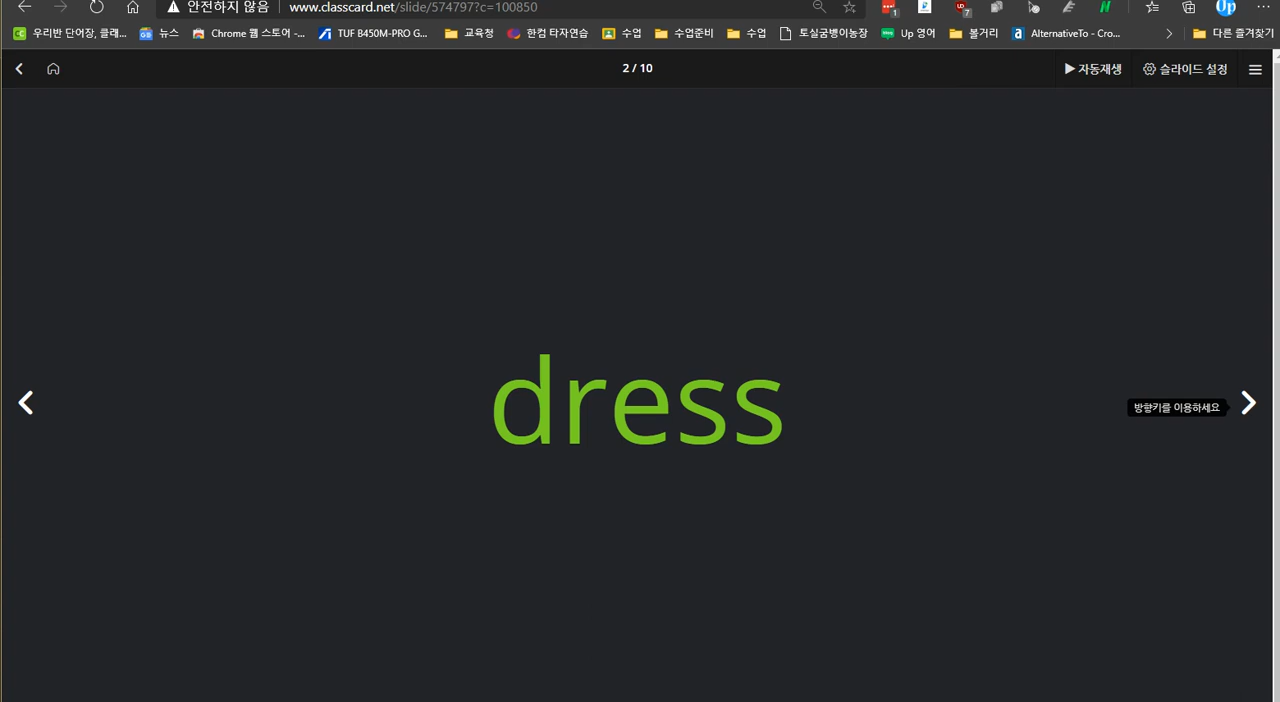 안전하지 않음 www.classcard.net/slide/574797?c=100850
우리반 단어장, 클래... 뉴스 Chrome 웹 스토어 -... TUF B450M-PRO G... 교육청 한컴 타자연습 수업 수업준비 수업 토실굼뱅이농장 Up 영어 볼거리 AlternativeTo - Cro... 다른 즐겨찾기
2 / 10 자동재생 슬라이드 설정
dress
방향키를 이용하세요